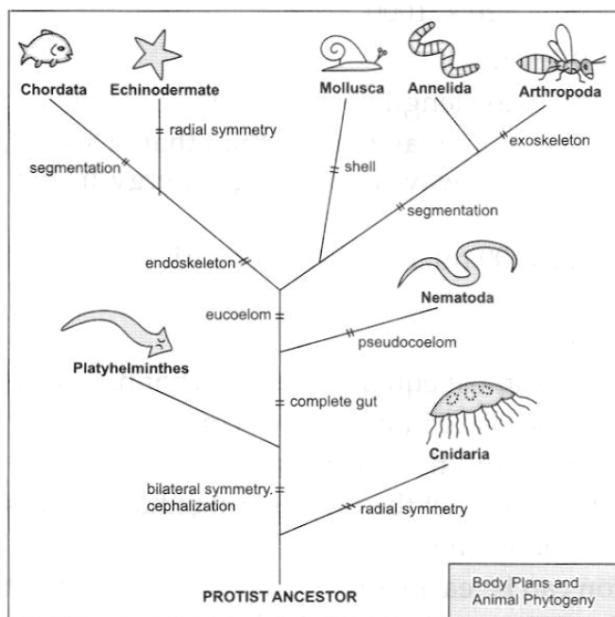 Chordata
Echinodermate
Mollusca
Annelida
Arthropoda
radial symmetry
exoskeleton
segmentation
shell
segmentation
endoskeleton
eucoelom
Nematoda
pseudocoelom
Platyhelminthes
complete gut
Cnidaria
bilateral symmetry.
cephalization
radial symmetry
PROTIST ANCESTOR
Body Plans and
Animal Phytogeny